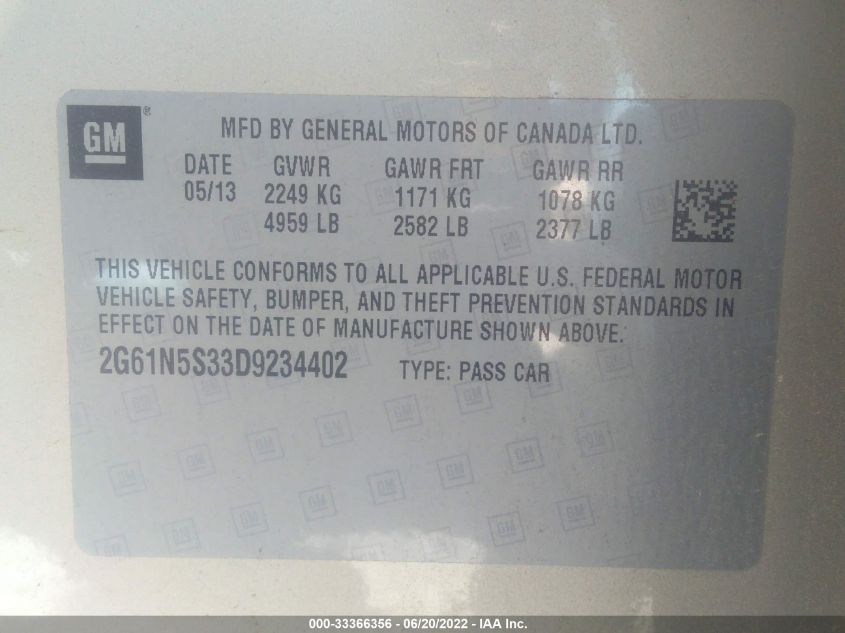 GM ®
MFD BY GENERAL MOTORS OF CANADA LTD.
DATE GVWR GAWR FRT GAWR RR
05/13 2249 KG 1171 KG 1078 KG
4959 LB 2582 LB 2377 LB
THIS VEHICLE CONFORMS TO ALL APPLICABLE U.S. FEDERAL MOTOR
VEHICLE SAFETY, BUMPER, AND THEFT PREVENTION STANDARDS IN
EFFECT ON THE DATE OF MANUFACTURE SHOWN ABOVE.
2G61N5S33D9234402 TYPE: PASS CAR
000-33366356 - 06/20/2022 - IAA Inc.